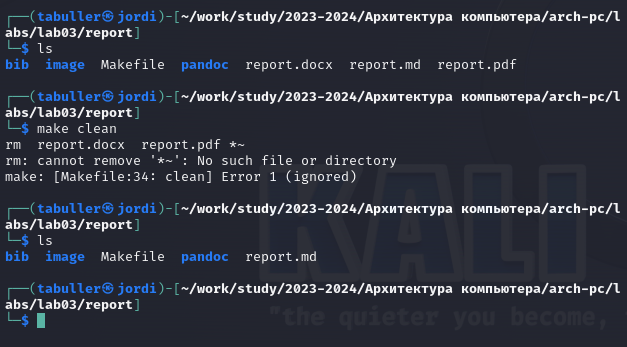 ┌──(tabuller㉿jordi)-[~/work/study/2023-2024/Архитектура компьютера/arch-pc/l
abs/lab03/report]
└─$ ls
bib  image  Makefile  pandoc  report.docx  report.md  report.pdf
┌──(tabuller㉿jordi)-[~/work/study/2023-2024/Архитектура компьютера/arch-pc/l
abs/lab03/report]
└─$ make clean
rm  report.docx  report.pdf *~
rm: cannot remove '*~': No such file or directory
make: [Makefile:34: clean] Error 1 (ignored)
┌──(tabuller㉿jordi)-[~/work/study/2023-2024/Архитектура компьютера/arch-pc/l
abs/lab03/report]
└─$ ls
bib  image  Makefile  pandoc  report.md
┌──(tabuller㉿jordi)-[~/work/study/2023-2024/Архитектура компьютера/arch-pc/l
abs/lab03/report]
└─$
KALI
"the quieter you become,